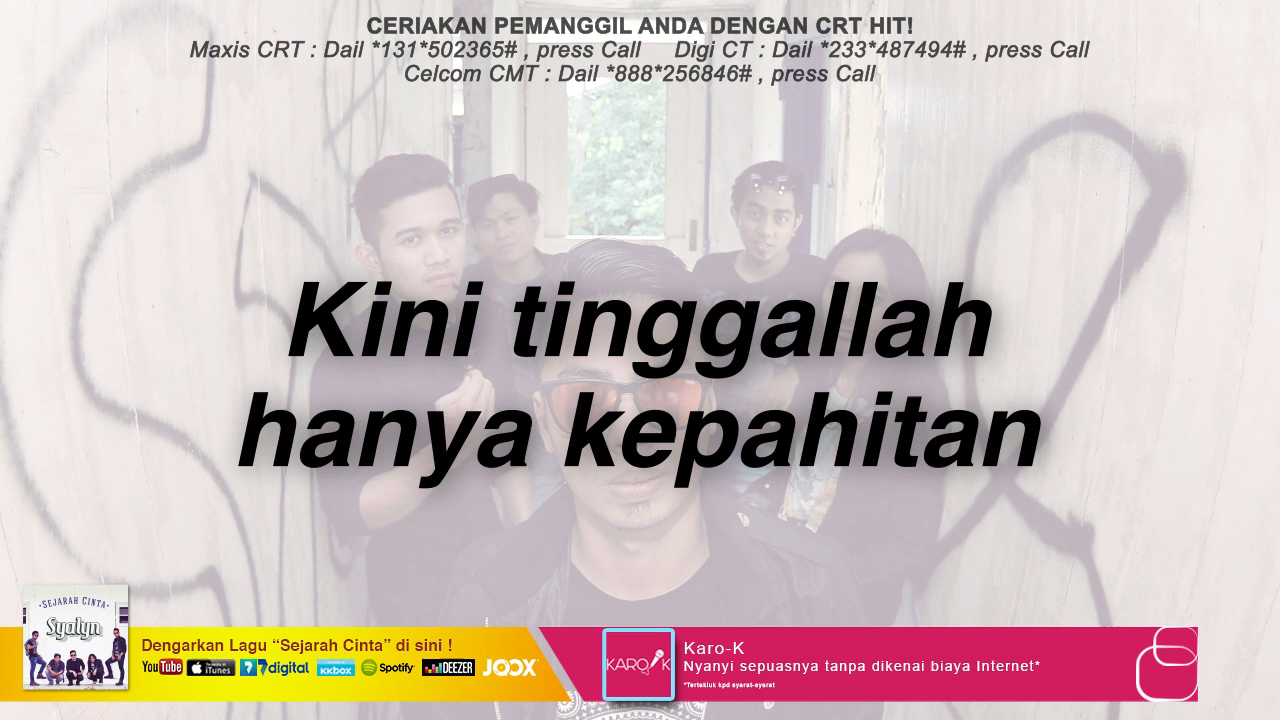 CERIAKAN PEMANGGIL ANDA DENGAN CRT HIT!
Maxis CRT : Dail *131*502365# , press Call Digi CT : Dail *233*487494# , press Call
Celcom CMT : Dail *888*256846# , press Call
Kini tinggallah
hanya kepahitan
SEJARAH CINTA
Syalyn
Dengarkan Lagu “Sejarah Cinta” di sini !
YouTube iTunes 7digital KKBOX Spotify DEEZER JOOX
KARO K
Karo-K
Nyanyi sepuasnya tanpa dikenai biaya Internet*
*Tertakluk kpd syarat-syarat